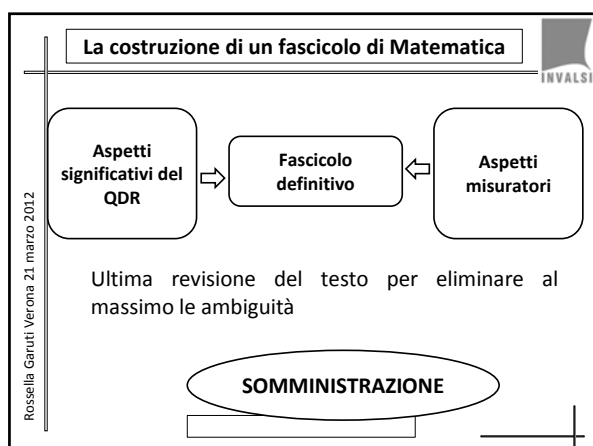 La costruzione di un fascicolo di Matematica
INVALSI
Aspetti
significativi del
QDR
Fascicolo
definitivo
Aspetti
misuratori
Ultima revisione del testo per eliminare al
massimo le ambiguità
SOMMINISTRAZIONE
Rossella Garuti Verona 21 marzo 2012